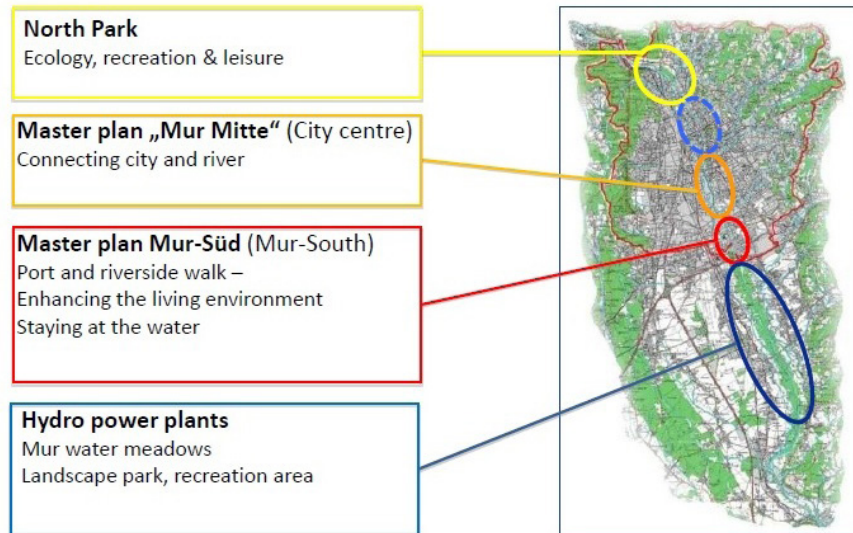 North Park
Ecology, recreation & leisure
Master plan „Mur Mitte“ (City centre)
Connecting city and river
Master plan Mur-Süd (Mur-South)
Port and riverside walk –
Enhancing the living environment
Staying at the water
Hydro power plants
Mur water meadows
Landscape park, recreation area